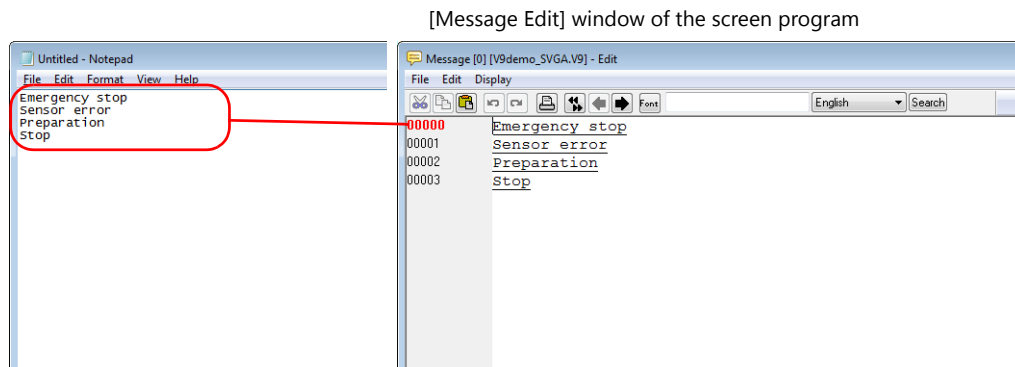 [Message Edit] window of the screen program
Untitled - Notepad
File Edit Format View Help
Emergency stop
Sensor error
Preparation
Stop
Message [0] [V9demo_SVGA.V9] - Edit
File Edit Display
Font
English
Search
00000 Emergency stop
00001 Sensor error
00002 Preparation
00003 Stop